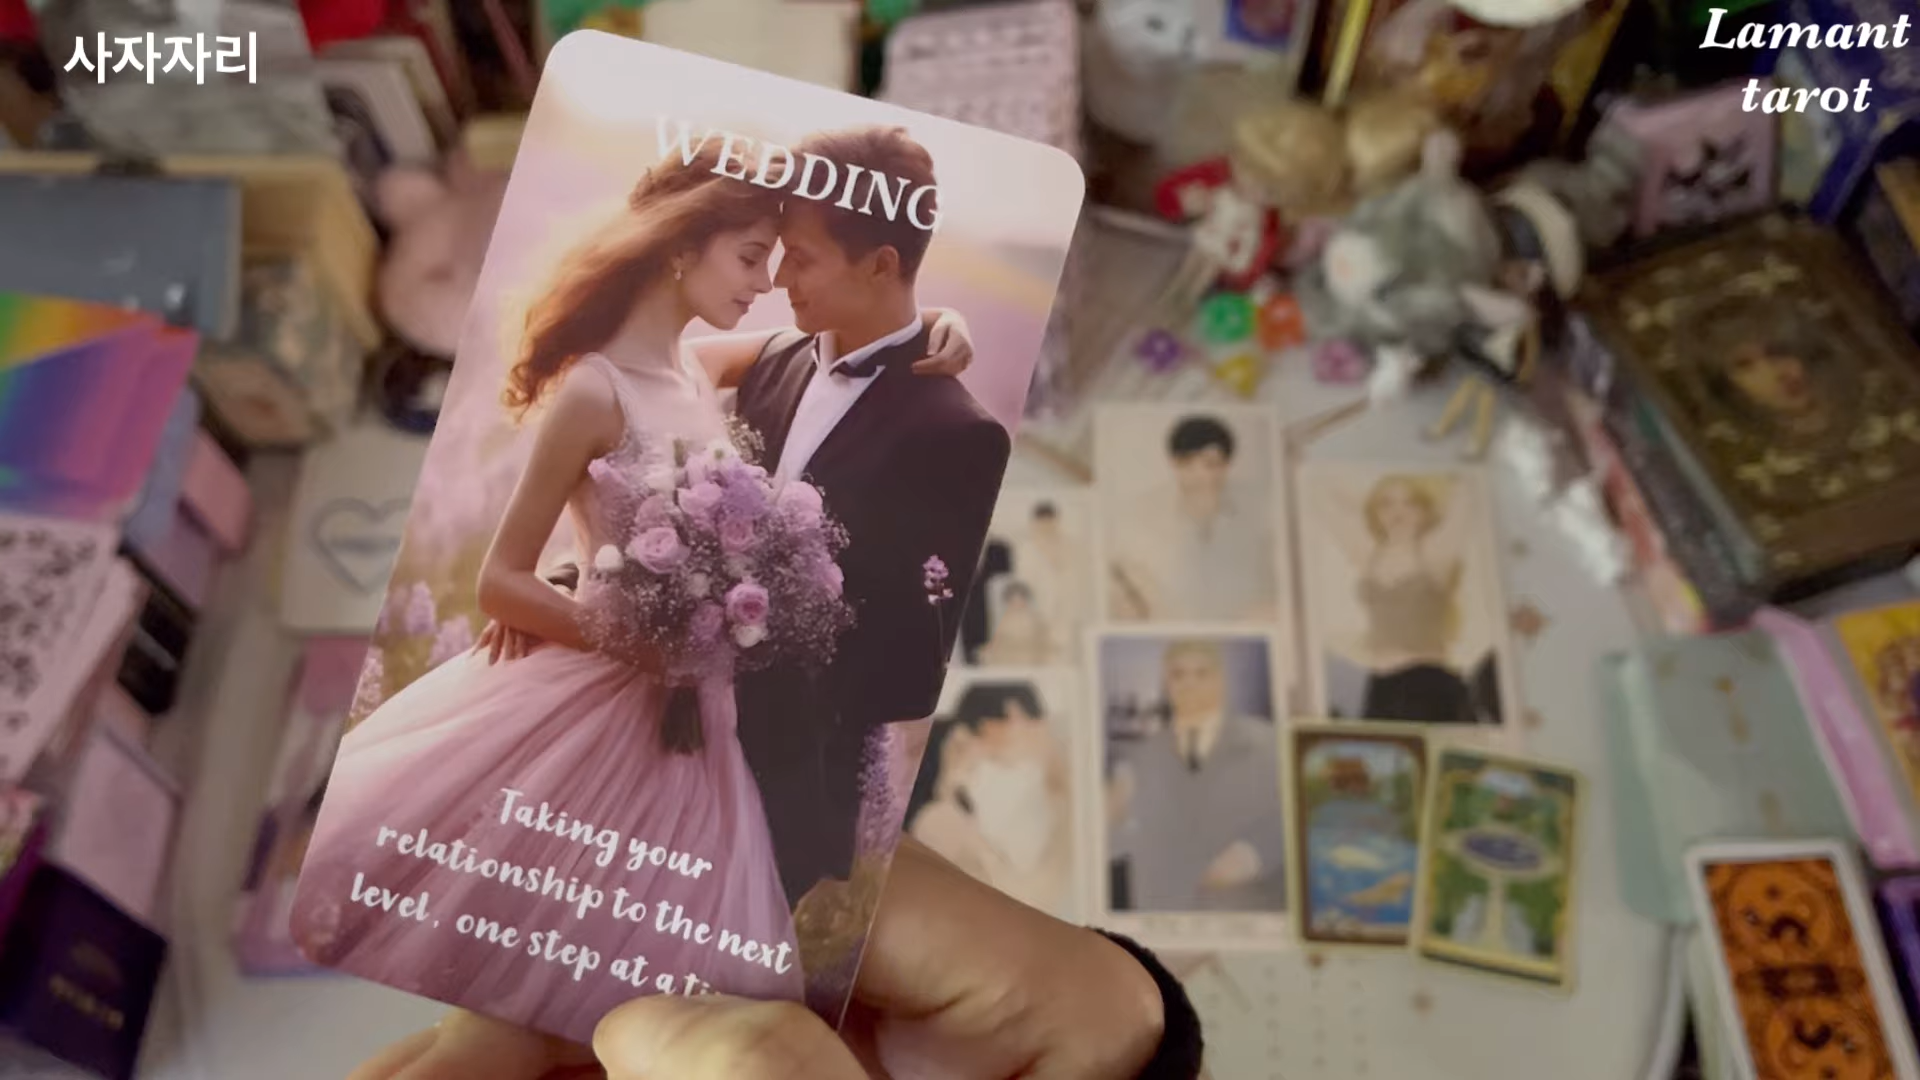 사자자리
Lamant
tarot
WEDDING
Taking your
relationship to the next
level, one step at a